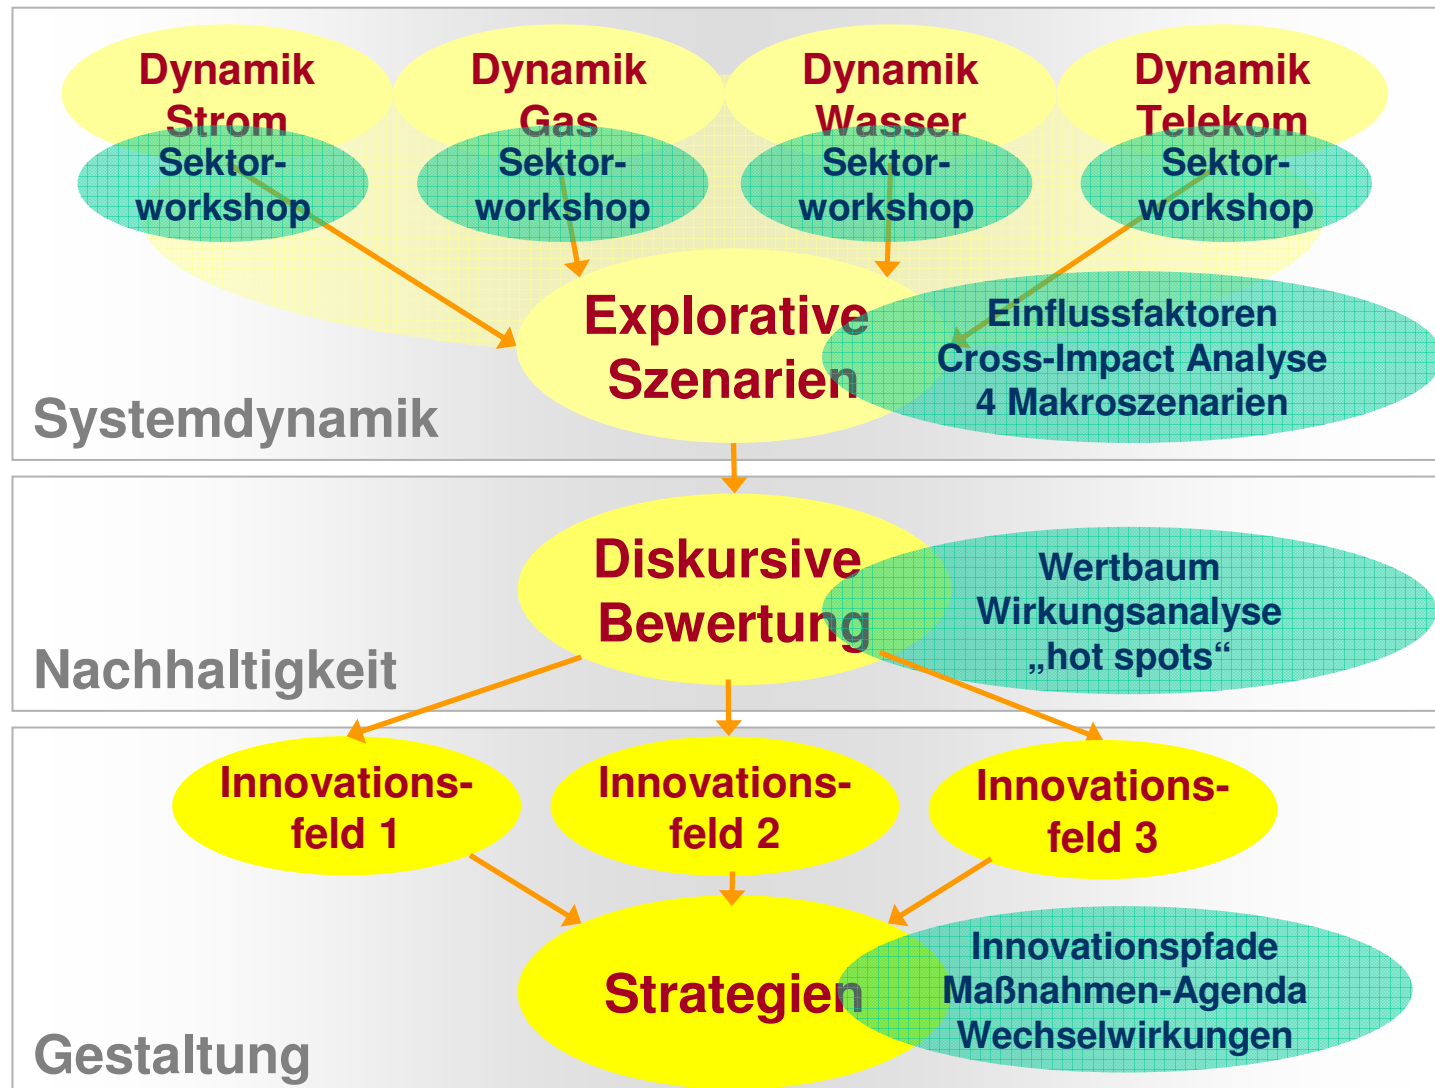 Dynamik
Strom
Dynamik
Gas
Dynamik
Wasser
Dynamik
Telekom
Sektor-
workshop
Sektor-
workshop
Sektor-
workshop
Sektor-
workshop
Explorative
Szenarien
Einflussfaktoren
Cross-Impact Analyse
4 Makroszenarien
Systemdynamik
Diskursive
Bewertung
Wertbaum
Wirkungsanalyse
„hot spots“
Nachhaltigkeit
Innovations-
feld 1
Innovations-
feld 2
Innovations-
feld 3
Strategien
Innovationspfade
Maßnahmen-Agenda
Wechselwirkungen
Gestaltung